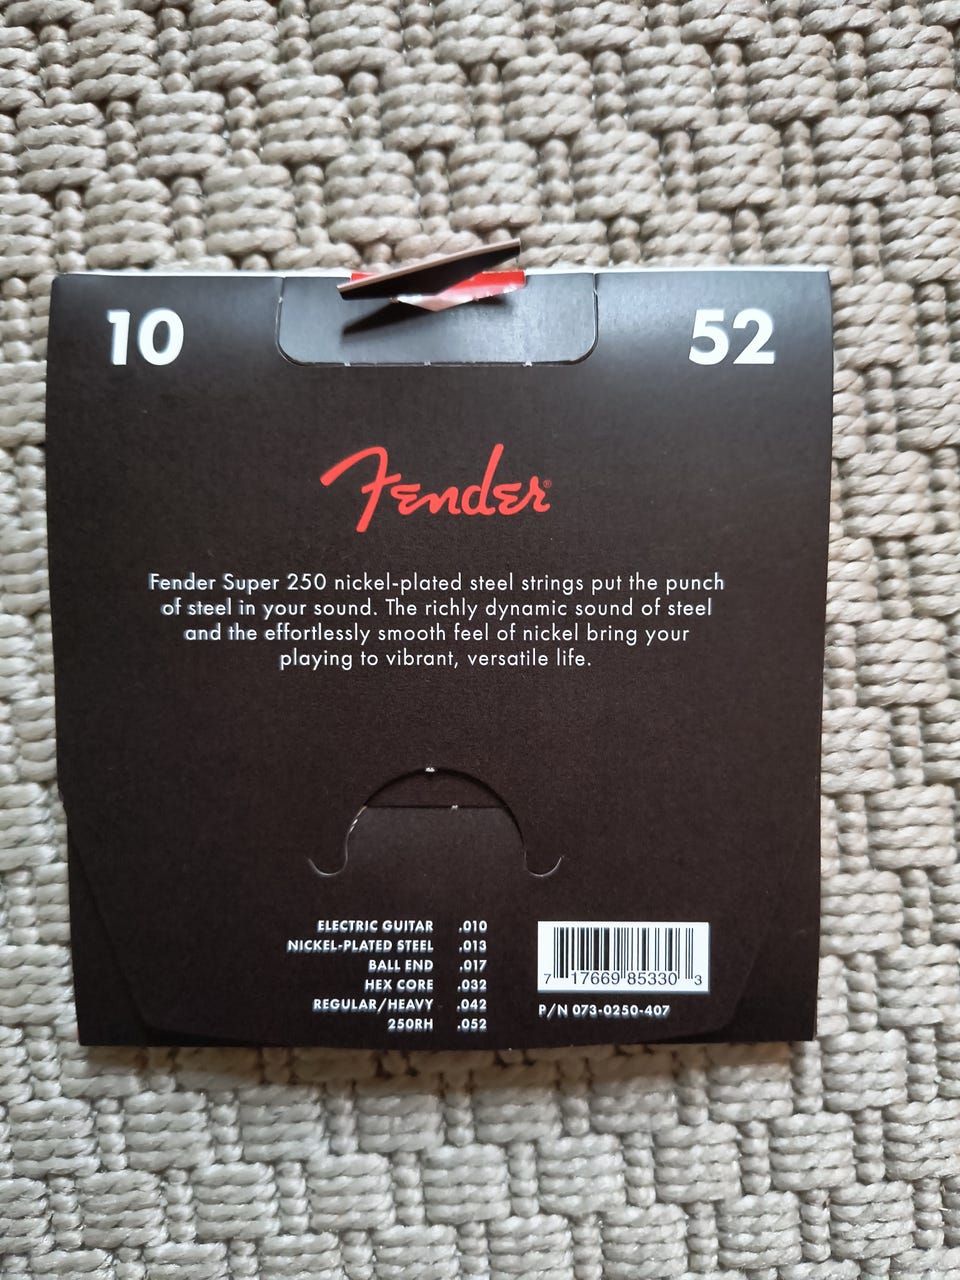 10
52
Fender®
Fender Super 250 nickel-plated steel strings put the punch
of steel in your sound. The richly dynamic sound of steel
and the effortlessly smooth feel of nickel bring your
playing to vibrant, versatile life.
ELECTRIC GUITAR .010
NICKEL-PLATED STEEL .013
BALL END .017
HEX CORE .032
REGULAR/HEAVY .042
250RH .052
7 17669 85330 3
P/N 073-0250-407